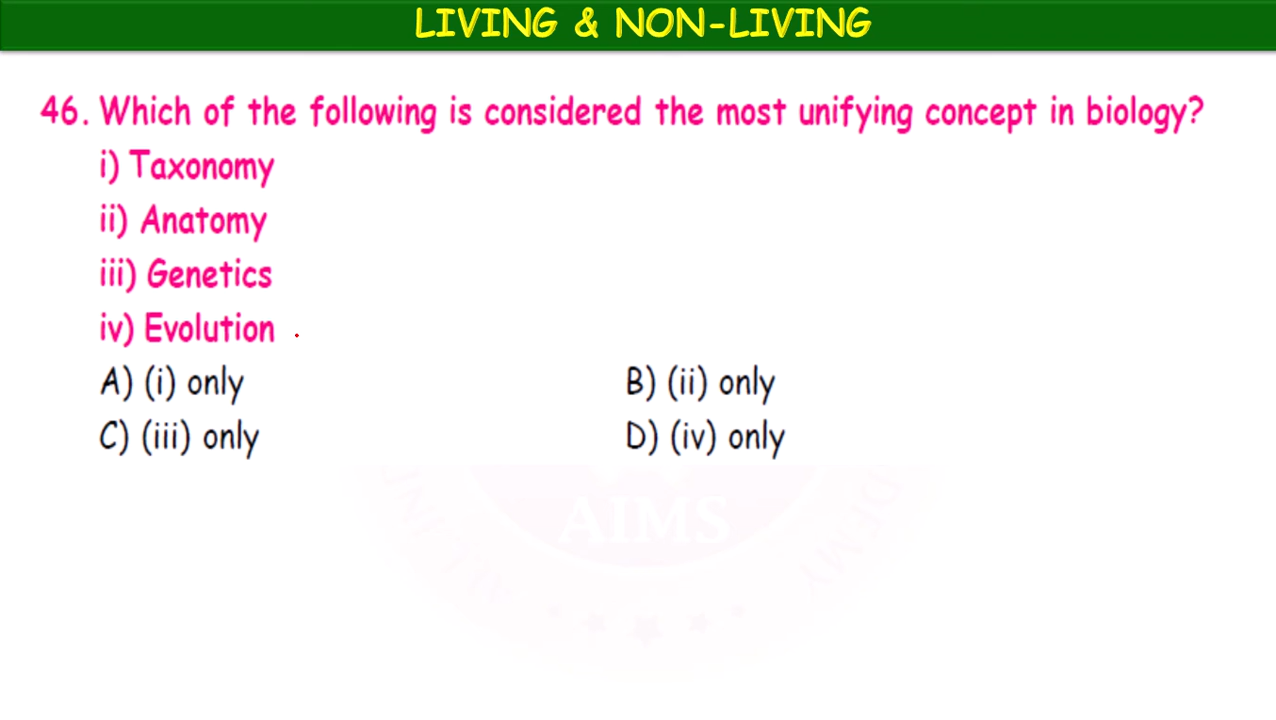 LIVING & NON-LIVING
46. Which of the following is considered the most unifying concept in biology?
i) Taxonomy
ii) Anatomy
iii) Genetics
iv) Evolution
A) (i) only B) (ii) only
C) (iii) only D) (iv) only
AIMS